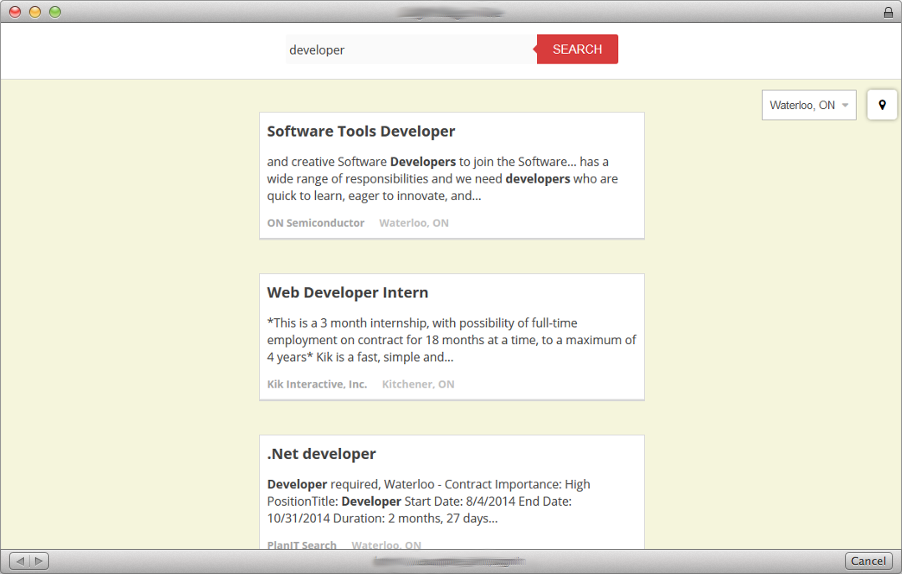 developer
SEARCH
Waterloo, ON
Software Tools Developer
and creative Software Developers to join the Software... has a
wide range of responsibilities and we need developers who are
quick to learn, eager to innovate, and...
ON Semiconductor Waterloo, ON
Web Developer Intern
*This is a 3 month internship, with possibility of full-time
employment on contract for 18 months at a time, to a maximum of
4 years* Kik is a fast, simple and...
Kik Interactive, Inc. Kitchener, ON
.Net developer
Developer required, Waterloo - Contract Importance: High
PositionTitle: Developer Start Date: 8/4/2014 End Date:
10/31/2014 Duration: 2 months, 27 days...
PlanIT Search Waterloo, ON
Cancel